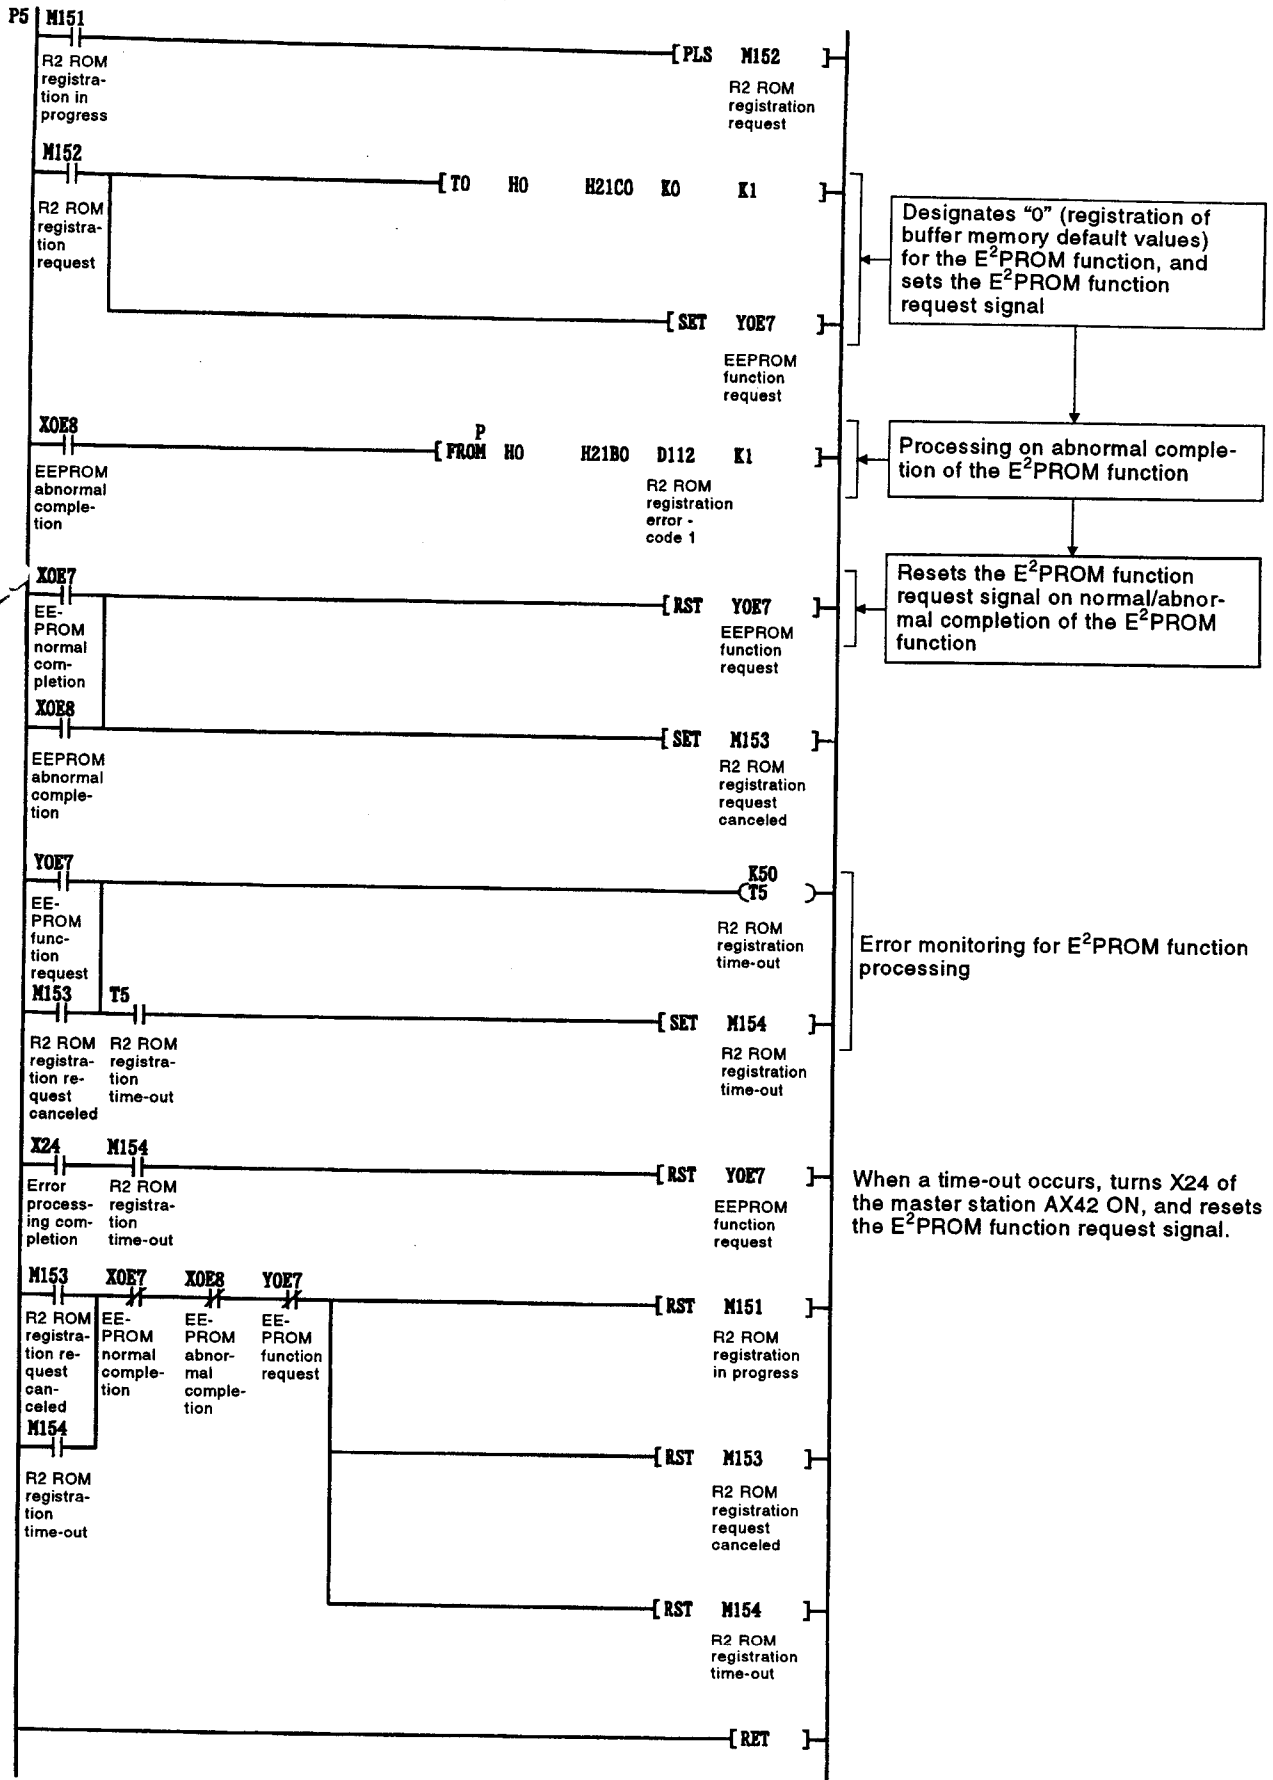 P5 M151
[PLS M152 ]
R2 ROM
registra-
tion in
progress
R2 ROM
registration
request
M152
[TO H0 H21C0 K0 K1 ]
R2 ROM
registra-
tion
request
Designates “0” (registration of
buffer memory default values)
for the E²PROM function, and
sets the E²PROM function
request signal
[SET Y0E7 ]
EEPROM
function
request
X0E8
P
[FROM H0 H21B0 D112 K1 ]
EEPROM
abnormal
comple-
tion
R2 ROM
registration
error -
code 1
Processing on abnormal comple-
tion of the E²PROM function
X0E7
[RST Y0E7 ]
EE-
PROM
normal
com-
pletion
EEPROM
function
request
Resets the E²PROM function
request signal on normal/abnor-
mal completion of the E²PROM
function
X0E8
[SET M153 ]
EEPROM
abnormal
comple-
tion
R2 ROM
registration
request
canceled
Y0E7
K50
(T5 )
EE-
PROM
func-
tion
request
R2 ROM
registration
time-out
Error monitoring for E²PROM function
processing
M153 T5
[SET M154 ]
R2 ROM
registra-
tion re-
quest
canceled
R2 ROM
registra-
tion
time-out
R2 ROM
registration
time-out
X24 M154
[RST Y0E7 ]
Error
process-
ing com-
pletion
R2 ROM
registra-
tion
time-out
EEPROM
function
request
When a time-out occurs, turns X24 of
the master station AX42 ON, and resets
the E²PROM function request signal.
M153 X0E7 X0E8 Y0E7
[RST M151 ]
R2 ROM
registra-
tion re-
quest
can-
celed
EE-
PROM
normal
comple-
tion
EE-
PROM
abnor-
mal
comple-
tion
EE-
PROM
function
request
R2 ROM
registration
in progress
M154
[RST M153 ]
R2 ROM
registra-
tion
time-out
R2 ROM
registration
request
canceled
[RST M154 ]
R2 ROM
registration
time-out
[RET ]